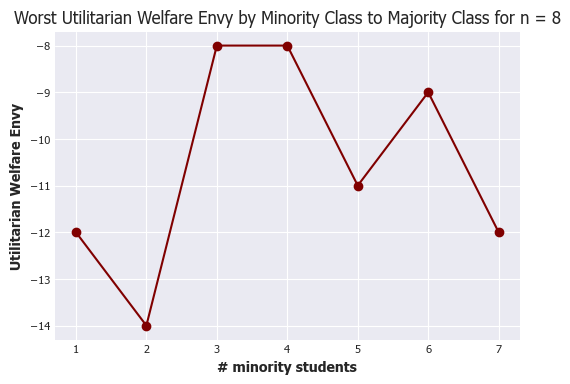 Worst Utilitarian Welfare Envy by Minority Class to Majority Class for n = 8
Utilitarian Welfare Envy
−8
−9
−10
−11
−12
−13
−14
1 2 3 4 5 6 7
# minority students